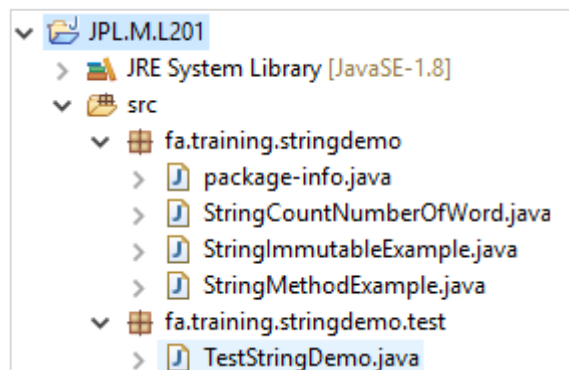 JPL.M.L201
JRE System Library [JavaSE-1.8]
src
fa.training.stringdemo
package-info.java
StringCountNumberOfWord.java
StringImmutableExample.java
StringMethodExample.java
fa.training.stringdemo.test
TestStringDemo.java